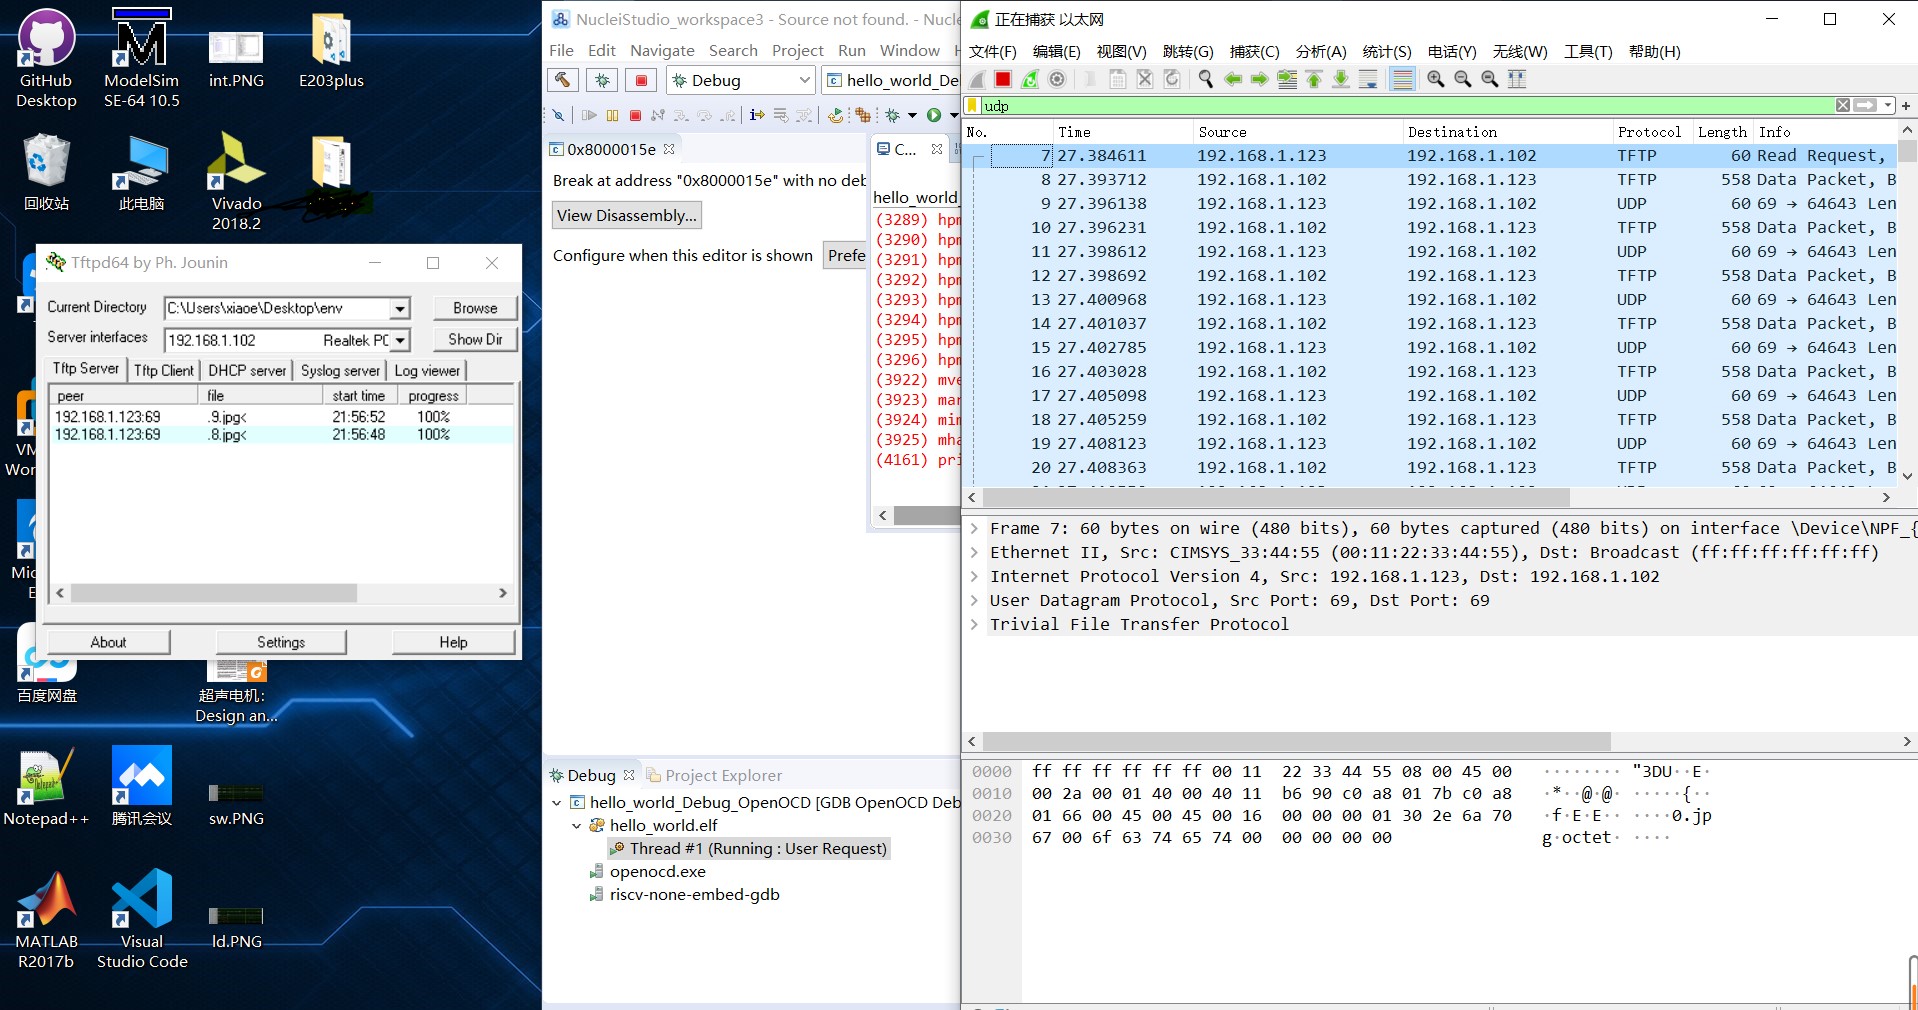 GitHub
Desktop
ModelSim
SE-64 10.5
int.PNG
E203plus
回收站
此电脑
Vivado
2018.2
Tftpd64 by Ph. Jounin
Current Directory
C:\Users\xiaoe\Desktop\env
Browse
Server interfaces
192.168.1.102 Realtek PC
Show Dir
Tftp Server Tftp Client DHCP server Syslog server Log viewer
peer file start time progress
192.168.1.123:69 .9.jpg< 21:56:52 100%
192.168.1.123:69 .8.jpg< 21:56:48 100%
About Settings Help
VM
Wor
Mic
E
百度网盘
超声电机:
Design an...
Notepad++
腾讯会议
sw.PNG
MATLAB
R2017b
Visual
Studio Code
ld.PNG
NucleiStudio_workspace3 - Source not found. - Nucle
File Edit Navigate Search Project Run Window H
Debug
hello_world_De
0x8000015e
Break at address "0x8000015e" with no deb
View Disassembly...
Configure when this editor is shown Prefe
C...
hello_world_
(3289) hpm
(3290) hpm
(3291) hpm
(3292) hpm
(3293) hpm
(3294) hpm
(3295) hpm
(3296) hpm
(3922) mve
(3923) mar
(3924) mim
(3925) mha
(4161) pri
Debug Project Explorer
hello_world_Debug_OpenOCD [GDB OpenOCD Deb
hello_world.elf
Thread #1 (Running : User Request)
openocd.exe
riscv-none-embed-gdb
正在捕获 以太网
文件(F) 编辑(E) 视图(V) 跳转(G) 捕获(C) 分析(A) 统计(S) 电话(Y) 无线(W) 工具(T) 帮助(H)
udp
No. Time Source Destination Protocol Length Info
7 27.384611 192.168.1.123 192.168.1.102 TFTP 60 Read Request,
8 27.393712 192.168.1.102 192.168.1.123 TFTP 558 Data Packet, B
9 27.396138 192.168.1.123 192.168.1.102 UDP 60 69 → 64643 Len
10 27.396231 192.168.1.102 192.168.1.123 TFTP 558 Data Packet, B
11 27.398612 192.168.1.123 192.168.1.102 UDP 60 69 → 64643 Len
12 27.398692 192.168.1.102 192.168.1.123 TFTP 558 Data Packet, B
13 27.400968 192.168.1.123 192.168.1.102 UDP 60 69 → 64643 Len
14 27.401037 192.168.1.102 192.168.1.123 TFTP 558 Data Packet, B
15 27.402785 192.168.1.123 192.168.1.102 UDP 60 69 → 64643 Len
16 27.403028 192.168.1.102 192.168.1.123 TFTP 558 Data Packet, B
17 27.405098 192.168.1.123 192.168.1.102 UDP 60 69 → 64643 Len
18 27.405259 192.168.1.102 192.168.1.123 TFTP 558 Data Packet, B
19 27.408123 192.168.1.123 192.168.1.102 UDP 60 69 → 64643 Len
20 27.408363 192.168.1.102 192.168.1.123 TFTP 558 Data Packet, B
Frame 7: 60 bytes on wire (480 bits), 60 bytes captured (480 bits) on interface \Device\NPF_{
Ethernet II, Src: CIMSYS_33:44:55 (00:11:22:33:44:55), Dst: Broadcast (ff:ff:ff:ff:ff:ff)
Internet Protocol Version 4, Src: 192.168.1.123, Dst: 192.168.1.102
User Datagram Protocol, Src Port: 69, Dst Port: 69
Trivial File Transfer Protocol
0000 ff ff ff ff ff ff 00 11 22 33 44 55 08 00 45 00 ········ "3DU··E·
0010 00 2a 00 01 40 00 40 11 b6 90 c0 a8 01 7b c0 a8 ·*··@·@· ·····{··
0020 01 66 00 45 00 45 00 16 00 00 00 01 30 2e 6a 70 ·f·E·E·· ····0.jp
0030 67 00 6f 63 74 65 74 00 00 00 00 00 g·octet· ····